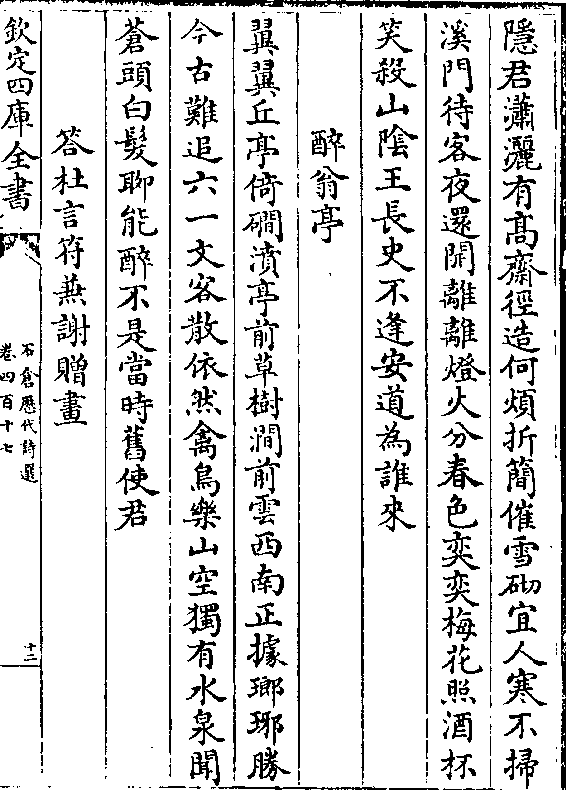 隱君瀟灑有髙齋徑造何煩折簡催雪砌宜人寒不掃
溪門待客夜還開離離燈火分春色奕奕梅花照酒杯
笑殺山陰王長史不逢安道為誰來
醉翁亭
翼翼丘亭倚磵濆亭前草樹澗前雲西南正據瑯琊勝
今古難追六一文客散依然禽鳥樂山空獨有水泉聞
蒼頭白髮聊能醉不是當時舊使君
答杜言符兼謝贈畫
欽定四庫全書
石倉歴代詩選
卷四百十七
十二